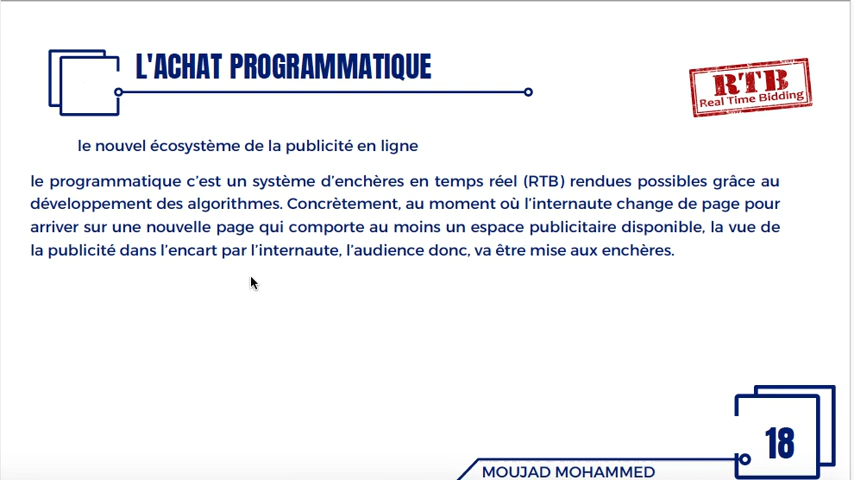 L'ACHAT PROGRAMMATIQUE
RTB
Real Time Bidding
le nouvel écosystème de la publicité en ligne
le programmatique c’est un système d’enchères en temps réel (RTB) rendues possibles grâce au
développement des algorithmes. Concrètement, au moment où l’internaute change de page pour
arriver sur une nouvelle page qui comporte au moins un espace publicitaire disponible, la vue de
la publicité dans l’encart par l’internaute, l’audience donc, va être mise aux enchères.
18
MOUJAD MOHAMMED